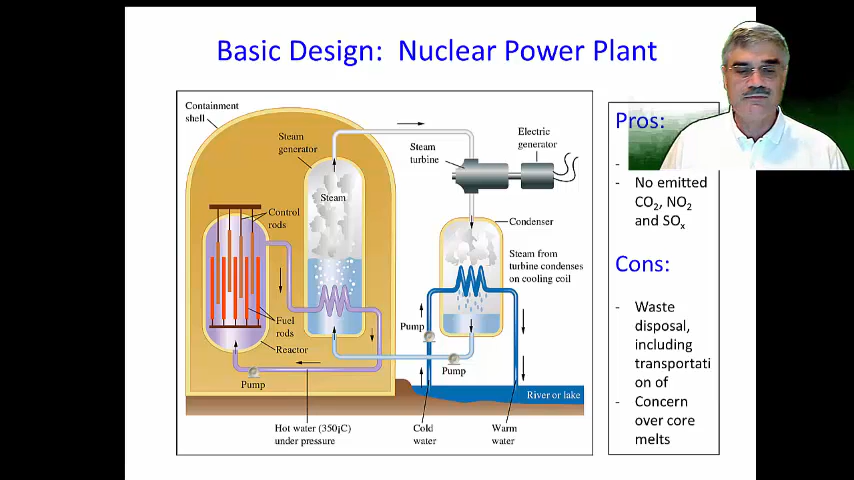 Basic Design:  Nuclear Power Plant
Containment
shell
Steam
generator
Steam
turbine
Electric
generator
Steam
Control
rods
Condenser
Steam from
turbine condenses
on cooling coil
Fuel
rods
Reactor
Pump
Pump
Pump
River or lake
Hot water (350¡C)
under pressure
Cold
water
Warm
water
Pros:
-
- No emitted
CO₂, NO₂
and SOₓ
Cons:
- Waste
disposal,
including
transportati
on of
- Concern
over core
melts